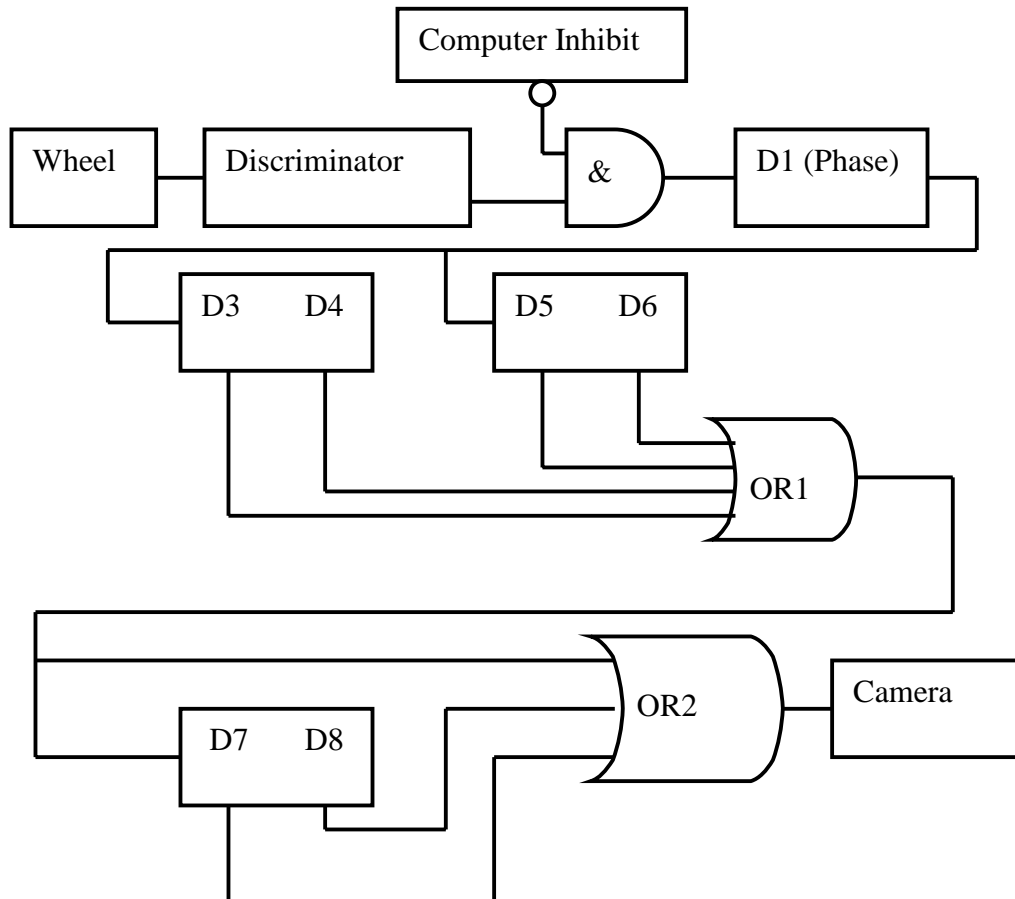 Computer Inhibit
Wheel
Discriminator
&
D1 (Phase)
D3 D4
D5 D6
OR1
Camera
OR2
D7 D8